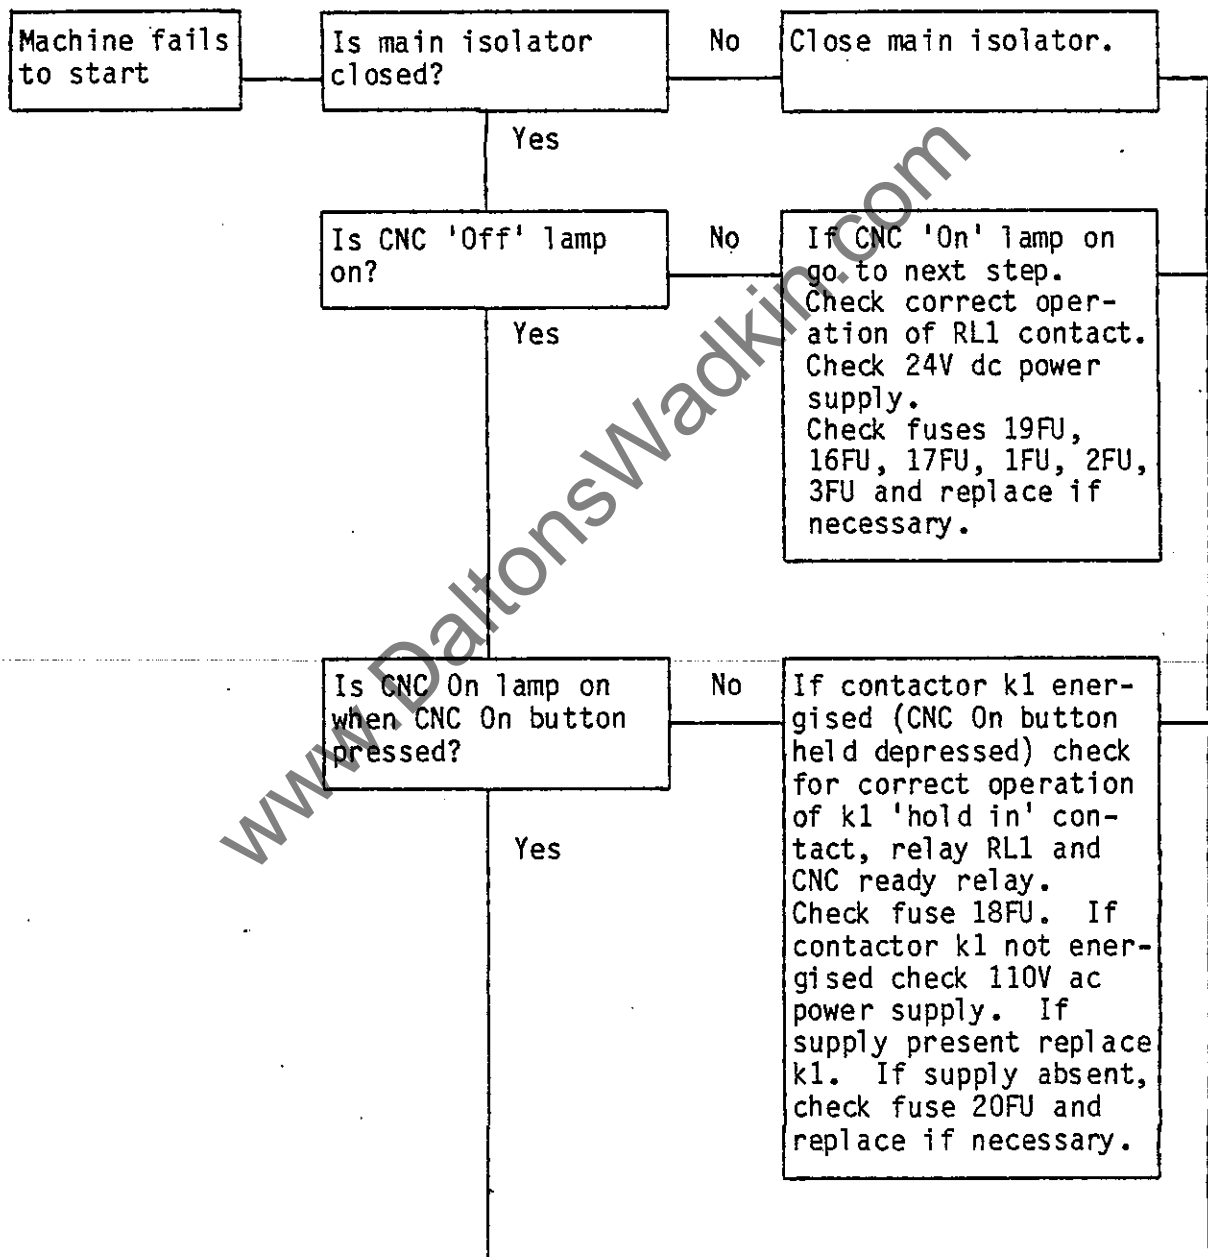 Machine fails
to start
Is main isolator
closed?
No
Close main isolator.
Yes
Is CNC 'Off' lamp
on?
No
If CNC 'On' lamp on
go to next step.
Check correct oper-
ation of RL1 contact.
Check 24V dc power
supply.
Check fuses 19FU,
16FU, 17FU, 1FU, 2FU,
3FU and replace if
necessary.
Yes
Is CNC On lamp on
when CNC On button
pressed?
No
If contactor k1 ener-
gised (CNC On button
held depressed) check
for correct operation
of k1 'hold in' con-
tact, relay RL1 and
CNC ready relay.
Check fuse 18FU. If
contactor k1 not ener-
gised check 110V ac
power supply. If
supply present replace
k1. If supply absent,
check fuse 20FU and
replace if necessary.
Yes
www.DaltonsWadkin.com